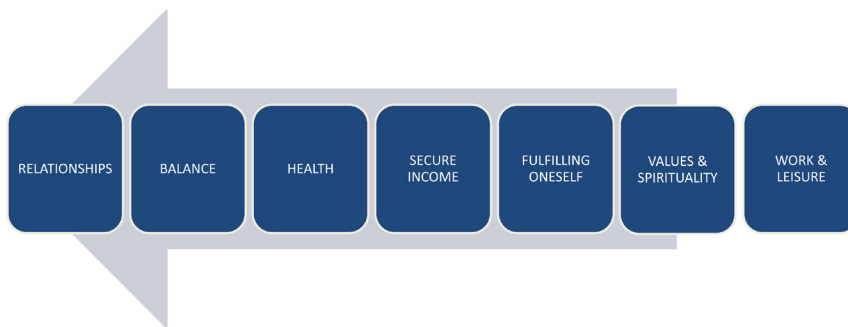 RELATIONSHIPS
BALANCE
HEALTH
SECURE
INCOME
FULFILLING
ONESELF
VALUES &
SPIRITUALITY
WORK &
LEISURE